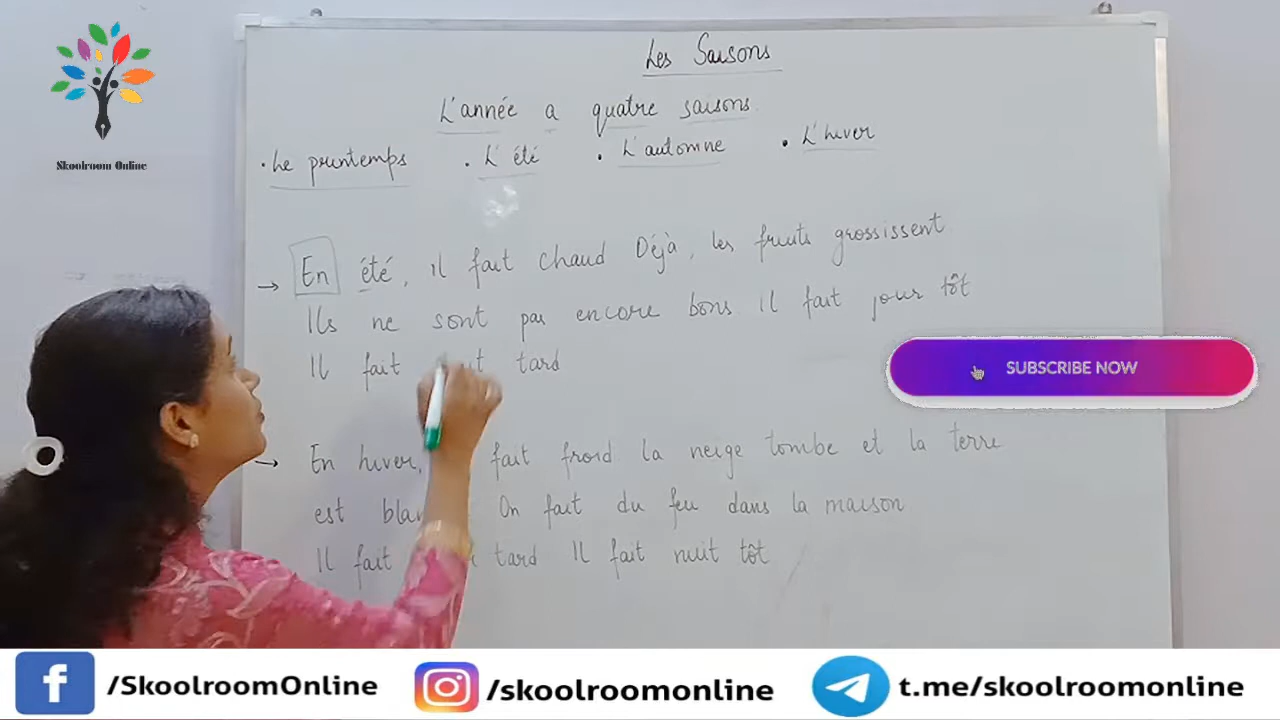 Skoolroom Online
Les Saisons
L'année a quatre saisons.
• Le printemps • L'été • L'automne • L'hiver
→ En été, il fait chaud Déjà, les fruits grossissent.
Ils ne sont pas encore bons. Il fait jour tôt
Il fait tard
SUBSCRIBE NOW
→ En hiver, fait froid. La neige tombe et la terre
est On fait du feu dans la maison
Il fait tard Il fait nuit tôt
/SkoolroomOnline
/skoolroomonline
t.me/skoolroomonline